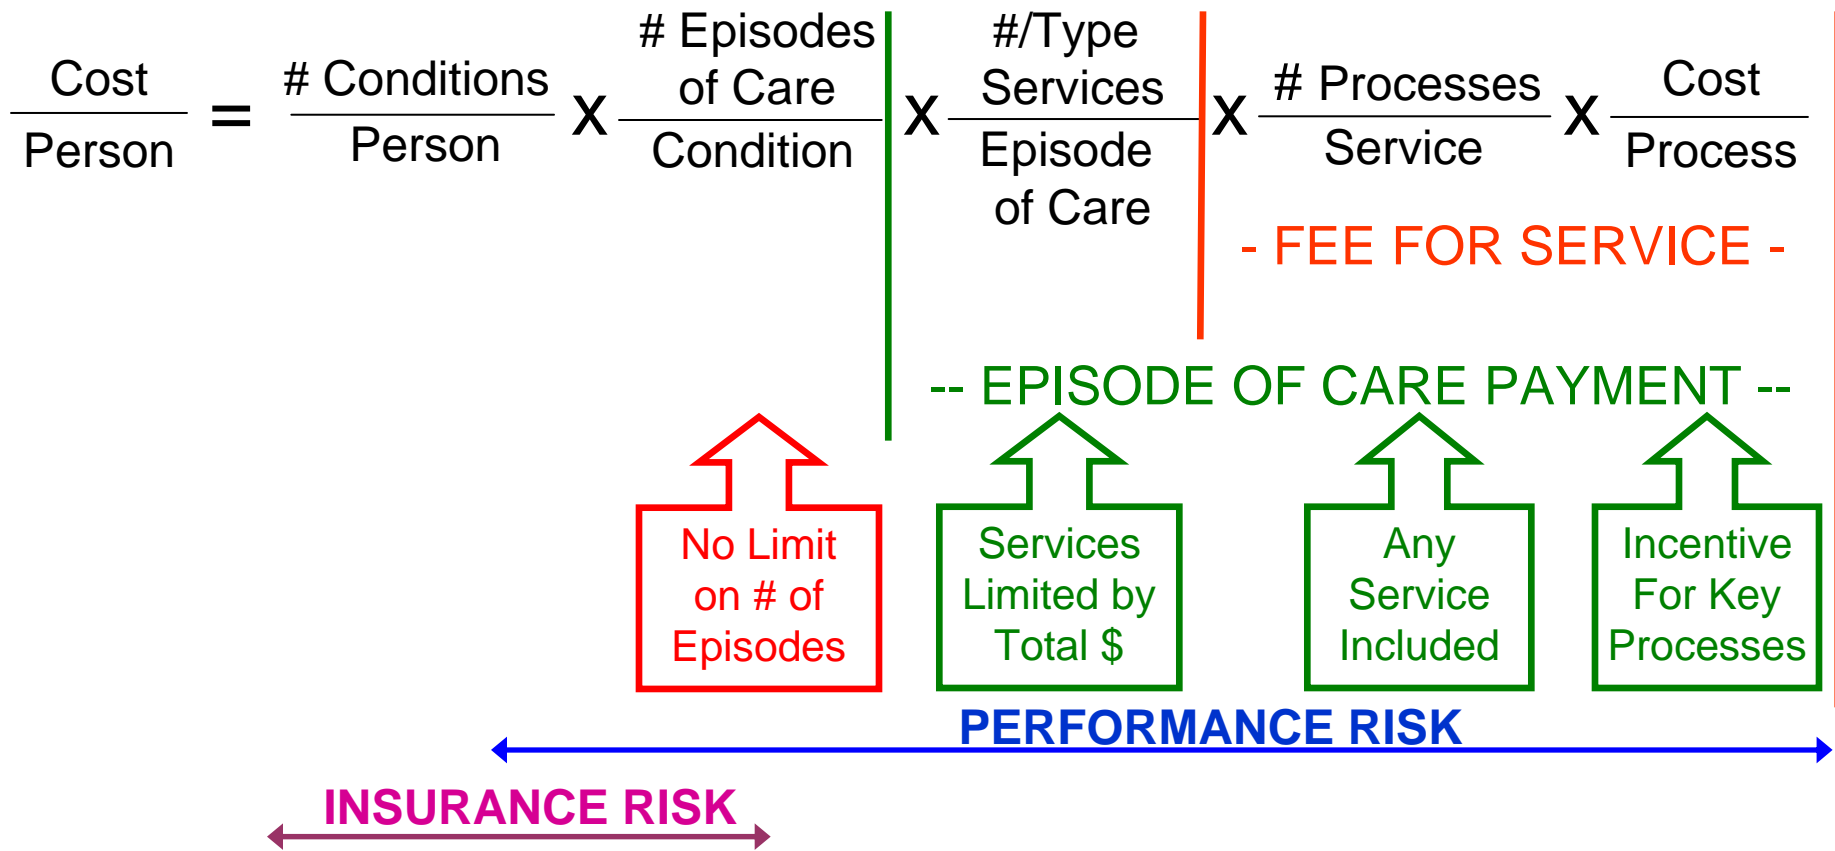 Cost
Person
=
# Conditions
Person
x
# Episodes
of Care
Condition
x
#/Type
Services
Episode
of Care
x
# Processes
Service
x
Cost
Process
- FEE FOR SERVICE -
-- EPISODE OF CARE PAYMENT --
No Limit
on # of
Episodes
Services
Limited by
Total $
Any
Service
Included
Incentive
For Key
Processes
PERFORMANCE RISK
INSURANCE RISK